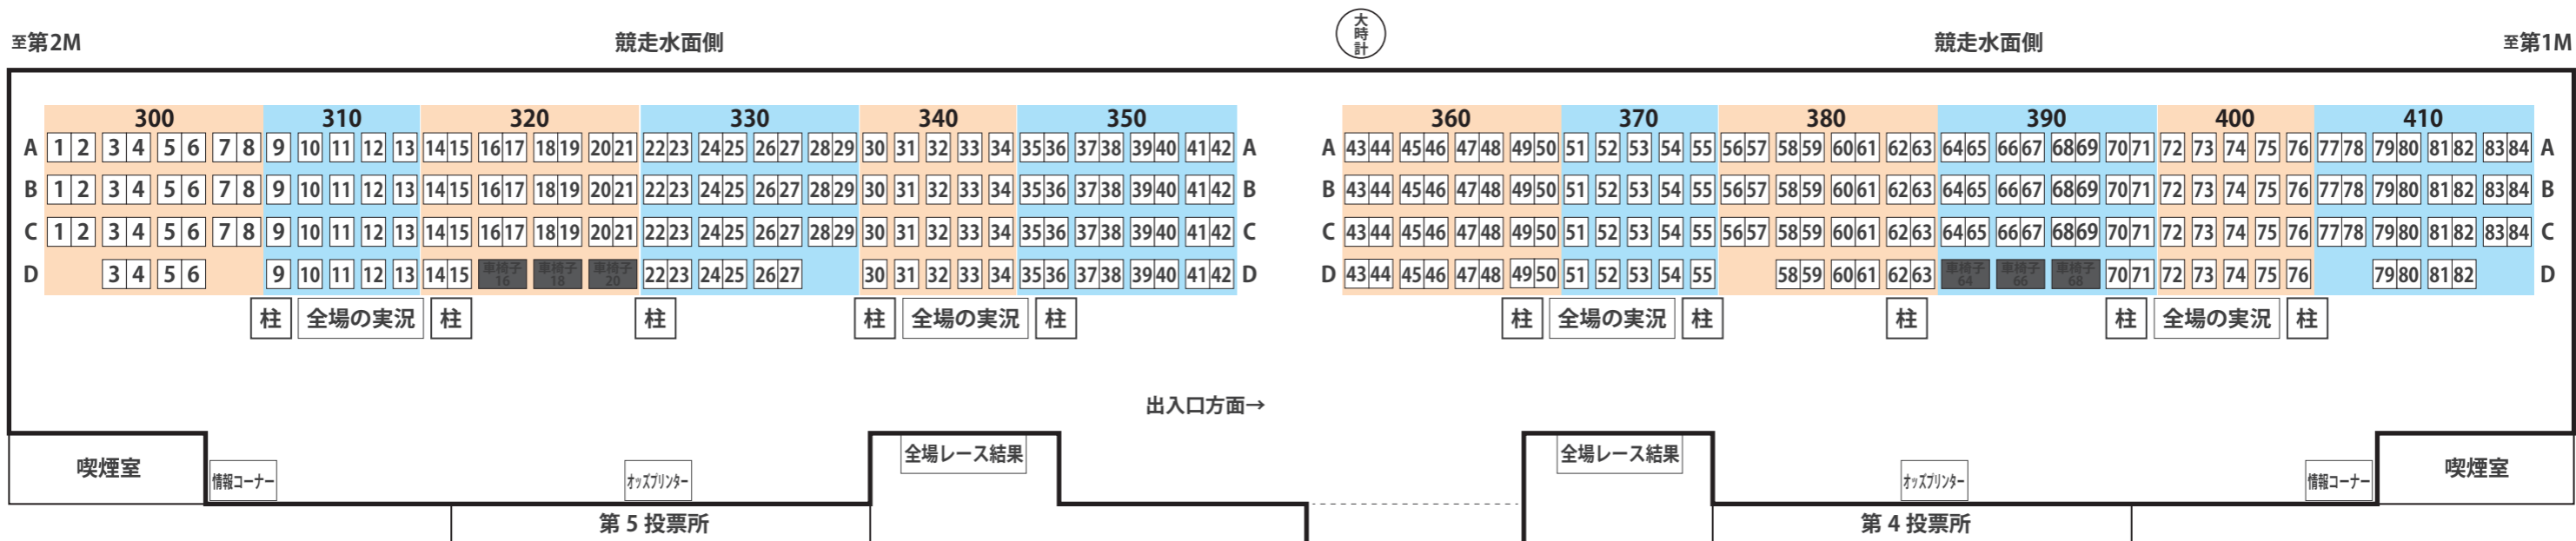 大時計
至第2M 競走水面側 競走水面側 至第1M
300 310 320 330 340 350 360 370 380 390 400 410
A 1 2 3 4 5 6 7 8 9 10 11 12 13 14 15 16 17 18 19 20 21 22 23 24 25 26 27 28 29 30 31 32 33 34 35 36 37 38 39 40 41 42 A A 43 44 45 46 47 48 49 50 51 52 53 54 55 56 57 58 59 60 61 62 63 64 65 66 67 68 69 70 71 72 73 74 75 76 77 78 79 80 81 82 83 84 A
B 1 2 3 4 5 6 7 8 9 10 11 12 13 14 15 16 17 18 19 20 21 22 23 24 25 26 27 28 29 30 31 32 33 34 35 36 37 38 39 40 41 42 B B 43 44 45 46 47 48 49 50 51 52 53 54 55 56 57 58 59 60 61 62 63 64 65 66 67 68 69 70 71 72 73 74 75 76 77 78 79 80 81 82 83 84 B
C 1 2 3 4 5 6 7 8 9 10 11 12 13 14 15 16 17 18 19 20 21 22 23 24 25 26 27 28 29 30 31 32 33 34 35 36 37 38 39 40 41 42 C C 43 44 45 46 47 48 49 50 51 52 53 54 55 56 57 58 59 60 61 62 63 64 65 66 67 68 69 70 71 72 73 74 75 76 77 78 79 80 81 82 83 84 C
D 3 4 5 6 9 10 11 12 13 14 15 車椅子16 車椅子18 車椅子20 22 23 24 25 26 27 30 31 32 33 34 35 36 37 38 39 40 41 42 D D 43 44 45 46 47 48 49 50 51 52 53 54 55 58 59 60 61 62 63 車椅子64 車椅子66 車椅子68 70 71 72 73 74 75 76 79 80 81 82 D
柱 全場の実況 柱 柱 柱 全場の実況 柱 柱 全場の実況 柱 柱 柱 全場の実況 柱
出入口方面→
喫煙室 情報コーナー オッズプリンター 全場レース結果 全場レース結果 オッズプリンター 情報コーナー 喫煙室
第5投票所 第4投票所